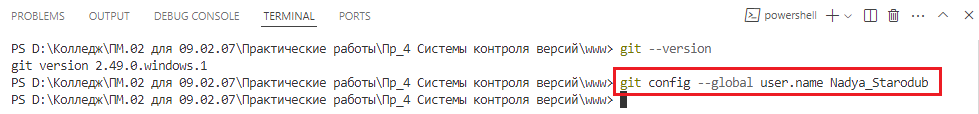 PROBLEMS OUTPUT DEBUG CONSOLE TERMINAL PORTS powershell
PS D:\Колледж\ПМ.02 для 09.02.07\Практические работы\Пр_4 Системы контроля версий\www> git --version
git version 2.49.0.windows.1
PS D:\Колледж\ПМ.02 для 09.02.07\Практические работы\Пр_4 Системы контроля версий\www> git config --global user.name Nadya_Starodub
PS D:\Колледж\ПМ.02 для 09.02.07\Практические работы\Пр_4 Системы контроля версий\www>